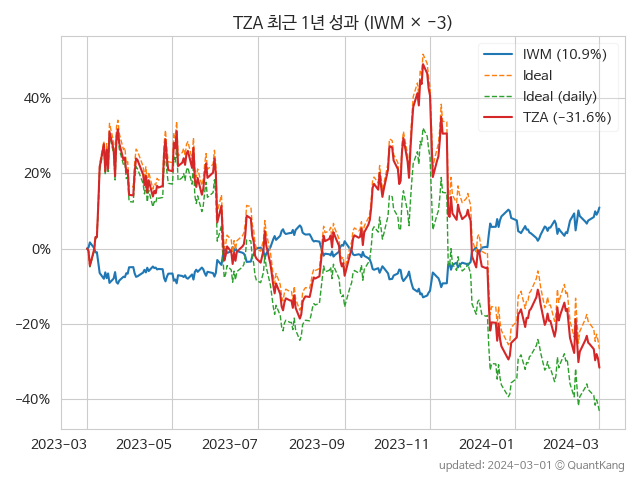 TZA 최근 1년 성과 (IWM × −3)
IWM (10.9%)
Ideal
Ideal (daily)
TZA (−31.6%)
40%
20%
0%
−20%
−40%
2023−03 2023−05 2023−07 2023−09 2023−11 2024−01 2024−03
updated: 2024−03−01 © QuantKang